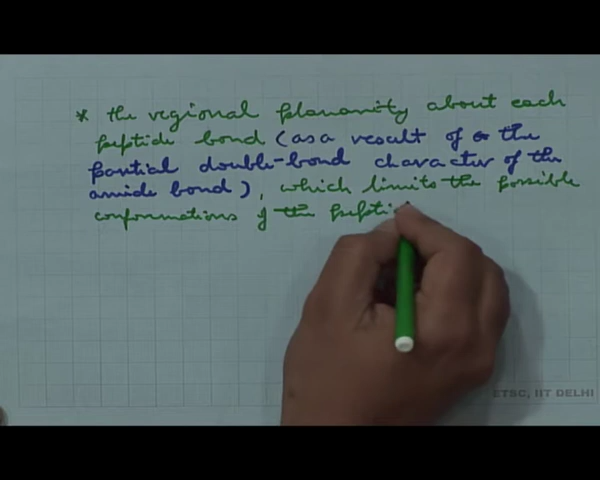 * the regional planarity about each
peptide bond (as a result of the
partial double-bond character of the
amide bond), which limits the possible
conformations of the pepti
ETSC, IIT DELHI